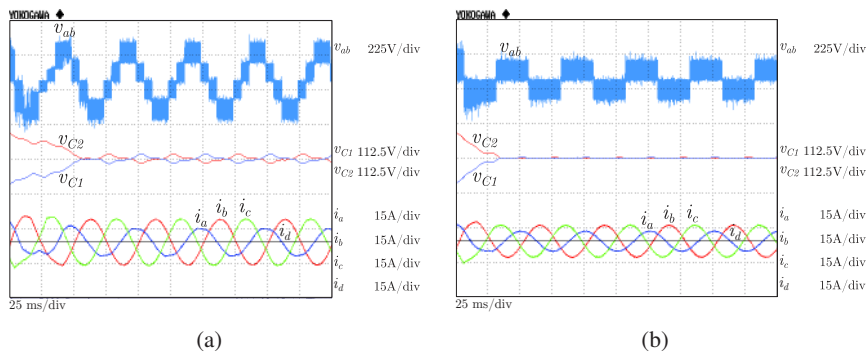 YOKOGAWA ◆
v_ab
v_ab 225V/div
v_C2
v_C1
v_C1 112.5V/div
v_C2 112.5V/div
i_a i_b i_c
i_d
i_a 15A/div
i_b 15A/div
i_c 15A/div
i_d 15A/div
25 ms/div
(a)
YOKOGAWA ◆
v_ab
v_ab 225V/div
v_C2
v_C1
v_C1 112.5V/div
v_C2 112.5V/div
i_a i_b i_c
i_d
i_a 15A/div
i_b 15A/div
i_c 15A/div
i_d 15A/div
25 ms/div
(b)